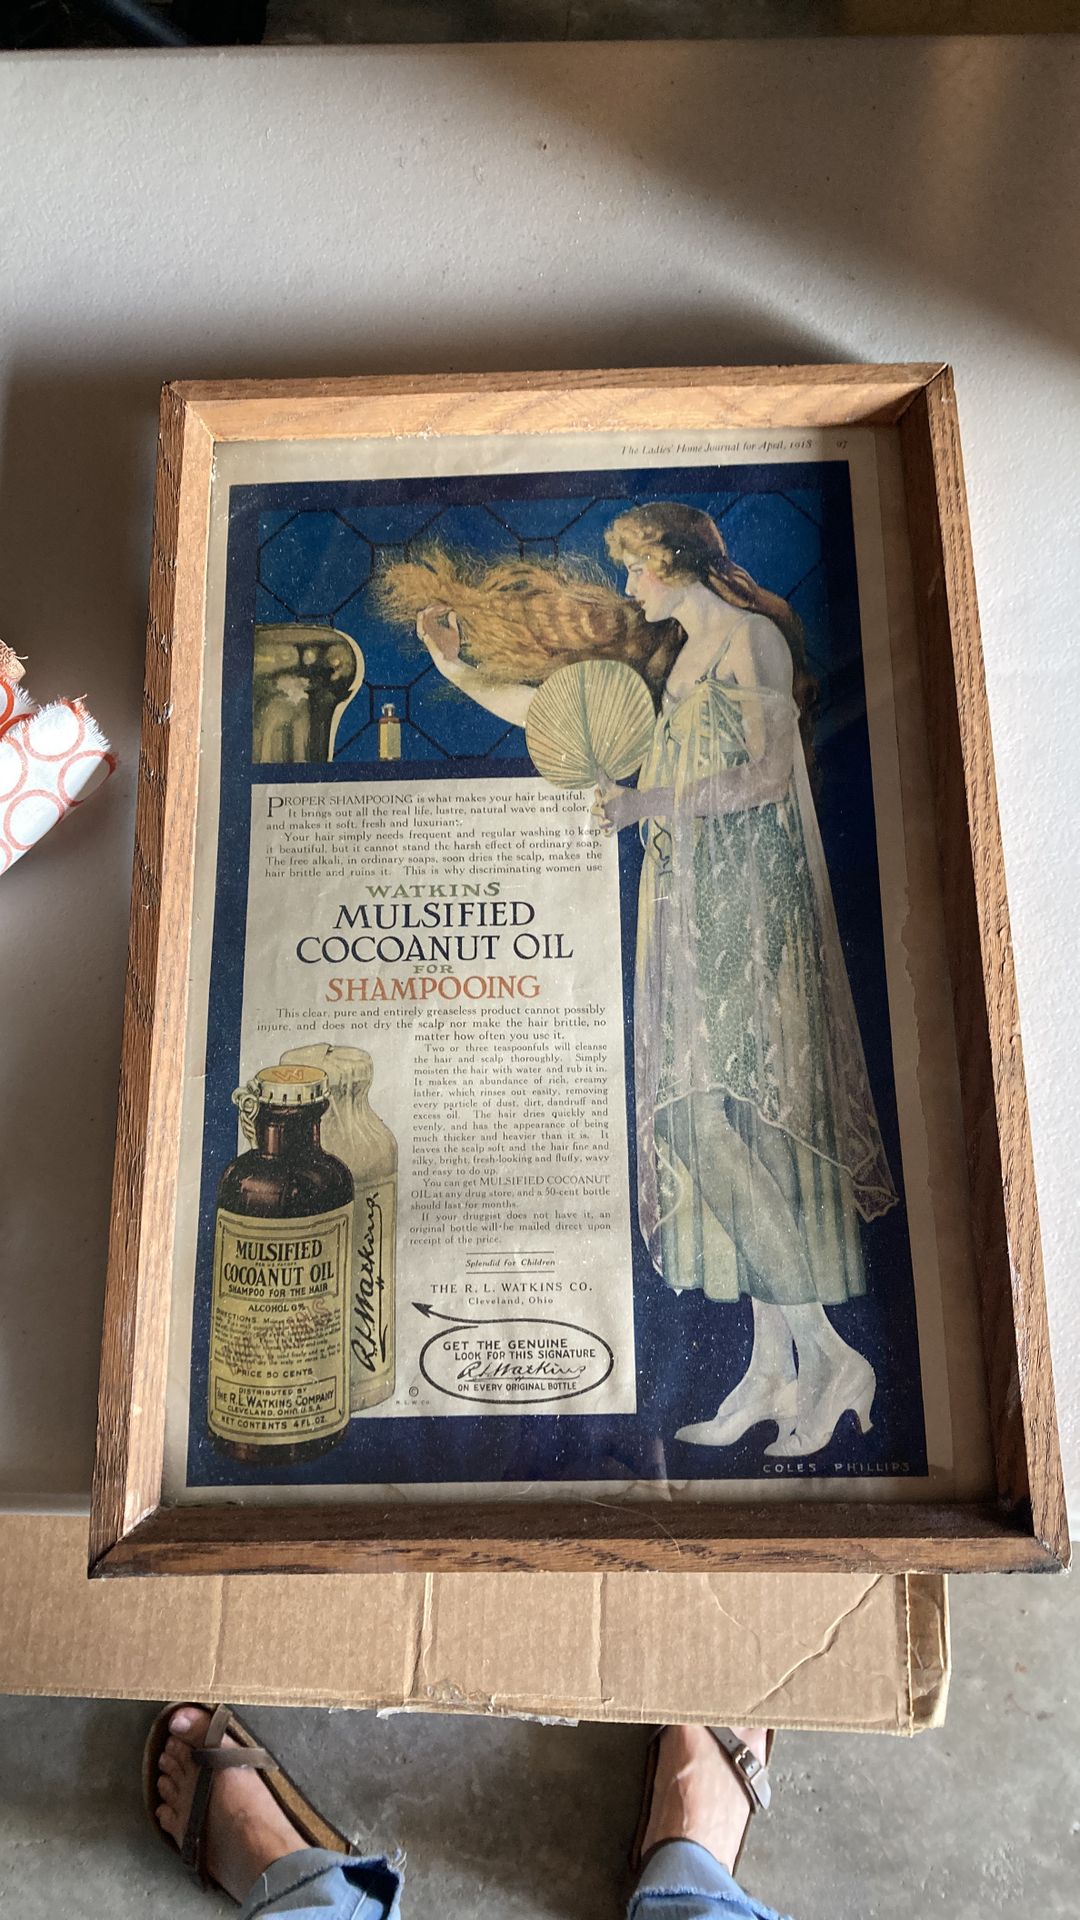 The Ladies' Home Journal for April, 1918 97
PROPER SHAMPOOING is what makes your hair beautiful.
It brings out all the real life, lustre, natural wave and color,
and makes it soft, fresh and luxuriant.
Your hair simply needs frequent and regular washing to keep
it beautiful, but it cannot stand the harsh effect of ordinary soap.
The free alkali, in ordinary soaps, soon dries the scalp, makes the
hair brittle and ruins it. This is why discriminating women use
WATKINS
MULSIFIED
COCOANUT OIL
FOR
SHAMPOOING
This clear, pure and entirely greaseless product cannot possibly
injure, and does not dry the scalp nor make the hair brittle, no
matter how often you use it.
Two or three teaspoonfuls will cleanse
the hair and scalp thoroughly. Simply
moisten the hair with water and rub it in.
It makes an abundance of rich, creamy
lather, which rinses out easily, removing
every particle of dust, dirt, dandruff and
excess oil. The hair dries quickly and
evenly, and has the appearance of being
much thicker and heavier than it is. It
leaves the scalp soft and the hair fine and
silky, bright, fresh-looking and fluffy, wavy
and easy to do up.
You can get MULSIFIED COCOANUT
OIL at any drug store, and a 50-cent bottle
should last for months.
If your druggist does not have it, an
original bottle will be mailed direct upon
receipt of the price.
Splendid for Children
THE R. L. WATKINS CO.
Cleveland, Ohio
GET THE GENUINE
LOOK FOR THIS SIGNATURE
R.L. Watkins
ON EVERY ORIGINAL BOTTLE
© R. L. W. Co.
W
MULSIFIED
COCOANUT OIL
SHAMPOO FOR THE HAIR
ALCOHOL 0%
DIRECTIONS
WATKINS
PRICE 50 CENTS
DISTRIBUTED BY
THE R. L. WATKINS COMPANY
CLEVELAND, OHIO, U.S.A.
NET CONTENTS 4 FL. OZ.
R.L. Watkins
COLES PHILLIPS